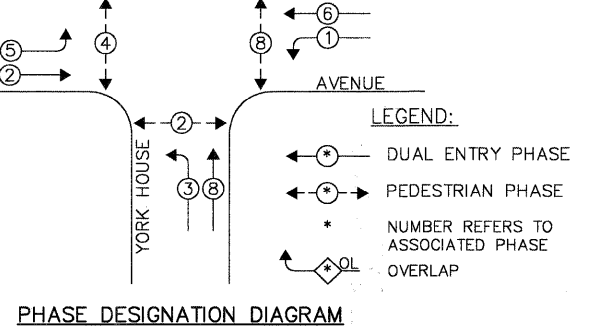 6
5
4
8
1
2
AVENUE
LEGEND:
2
* DUAL ENTRY PHASE
YORK HOUSE
3
8
* PEDESTRIAN PHASE
* NUMBER REFERS TO
ASSOCIATED PHASE
* OL OVERLAP
PHASE DESIGNATION DIAGRAM